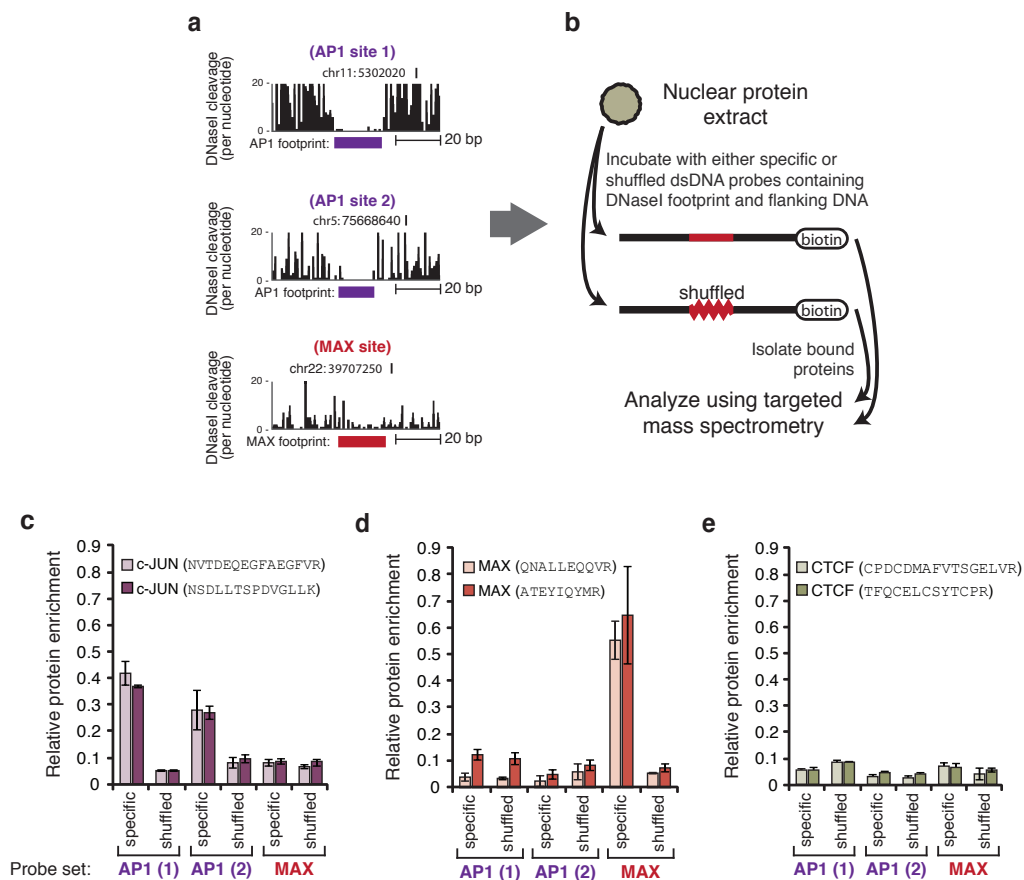 a
(AP1 site 1)
chr11:5302020
DNaseI cleavage
(per nucleotide)
20
0
AP1 footprint:
20 bp
(AP1 site 2)
chr5:75668640
DNaseI cleavage
(per nucleotide)
20
0
AP1 footprint:
20 bp
(MAX site)
chr22:39707250
DNaseI cleavage
(per nucleotide)
20
0
MAX footprint:
20 bp
b
Nuclear protein
extract
Incubate with either specific or
shuffled dsDNA probes containing
DNaseI footprint and flanking DNA
biotin
shuffled
biotin
Isolate bound
proteins
Analyze using targeted
mass spectrometry
c
Relative protein enrichment
0.9
0.8
0.7
0.6
0.5
0.4
0.3
0.2
0.1
0
c-JUN (NVTDEQEGFAEGFVR)
c-JUN (NSDLLTSPDVGLLK)
specific
shuffled
specific
shuffled
specific
shuffled
Probe set:
AP1 (1)
AP1 (2)
MAX
d
Relative protein enrichment
0.9
0.8
0.7
0.6
0.5
0.4
0.3
0.2
0.1
0
MAX (QNALLEQQVR)
MAX (ATEYIQYMR)
specific
shuffled
specific
shuffled
specific
shuffled
AP1 (1)
AP1 (2)
MAX
e
Relative protein enrichment
0.9
0.8
0.7
0.6
0.5
0.4
0.3
0.2
0.1
0
CTCF (CPDCDMAFVTSGELVR)
CTCF (TFQCELCSYTCPR)
specific
shuffled
specific
shuffled
specific
shuffled
AP1 (1)
AP1 (2)
MAX